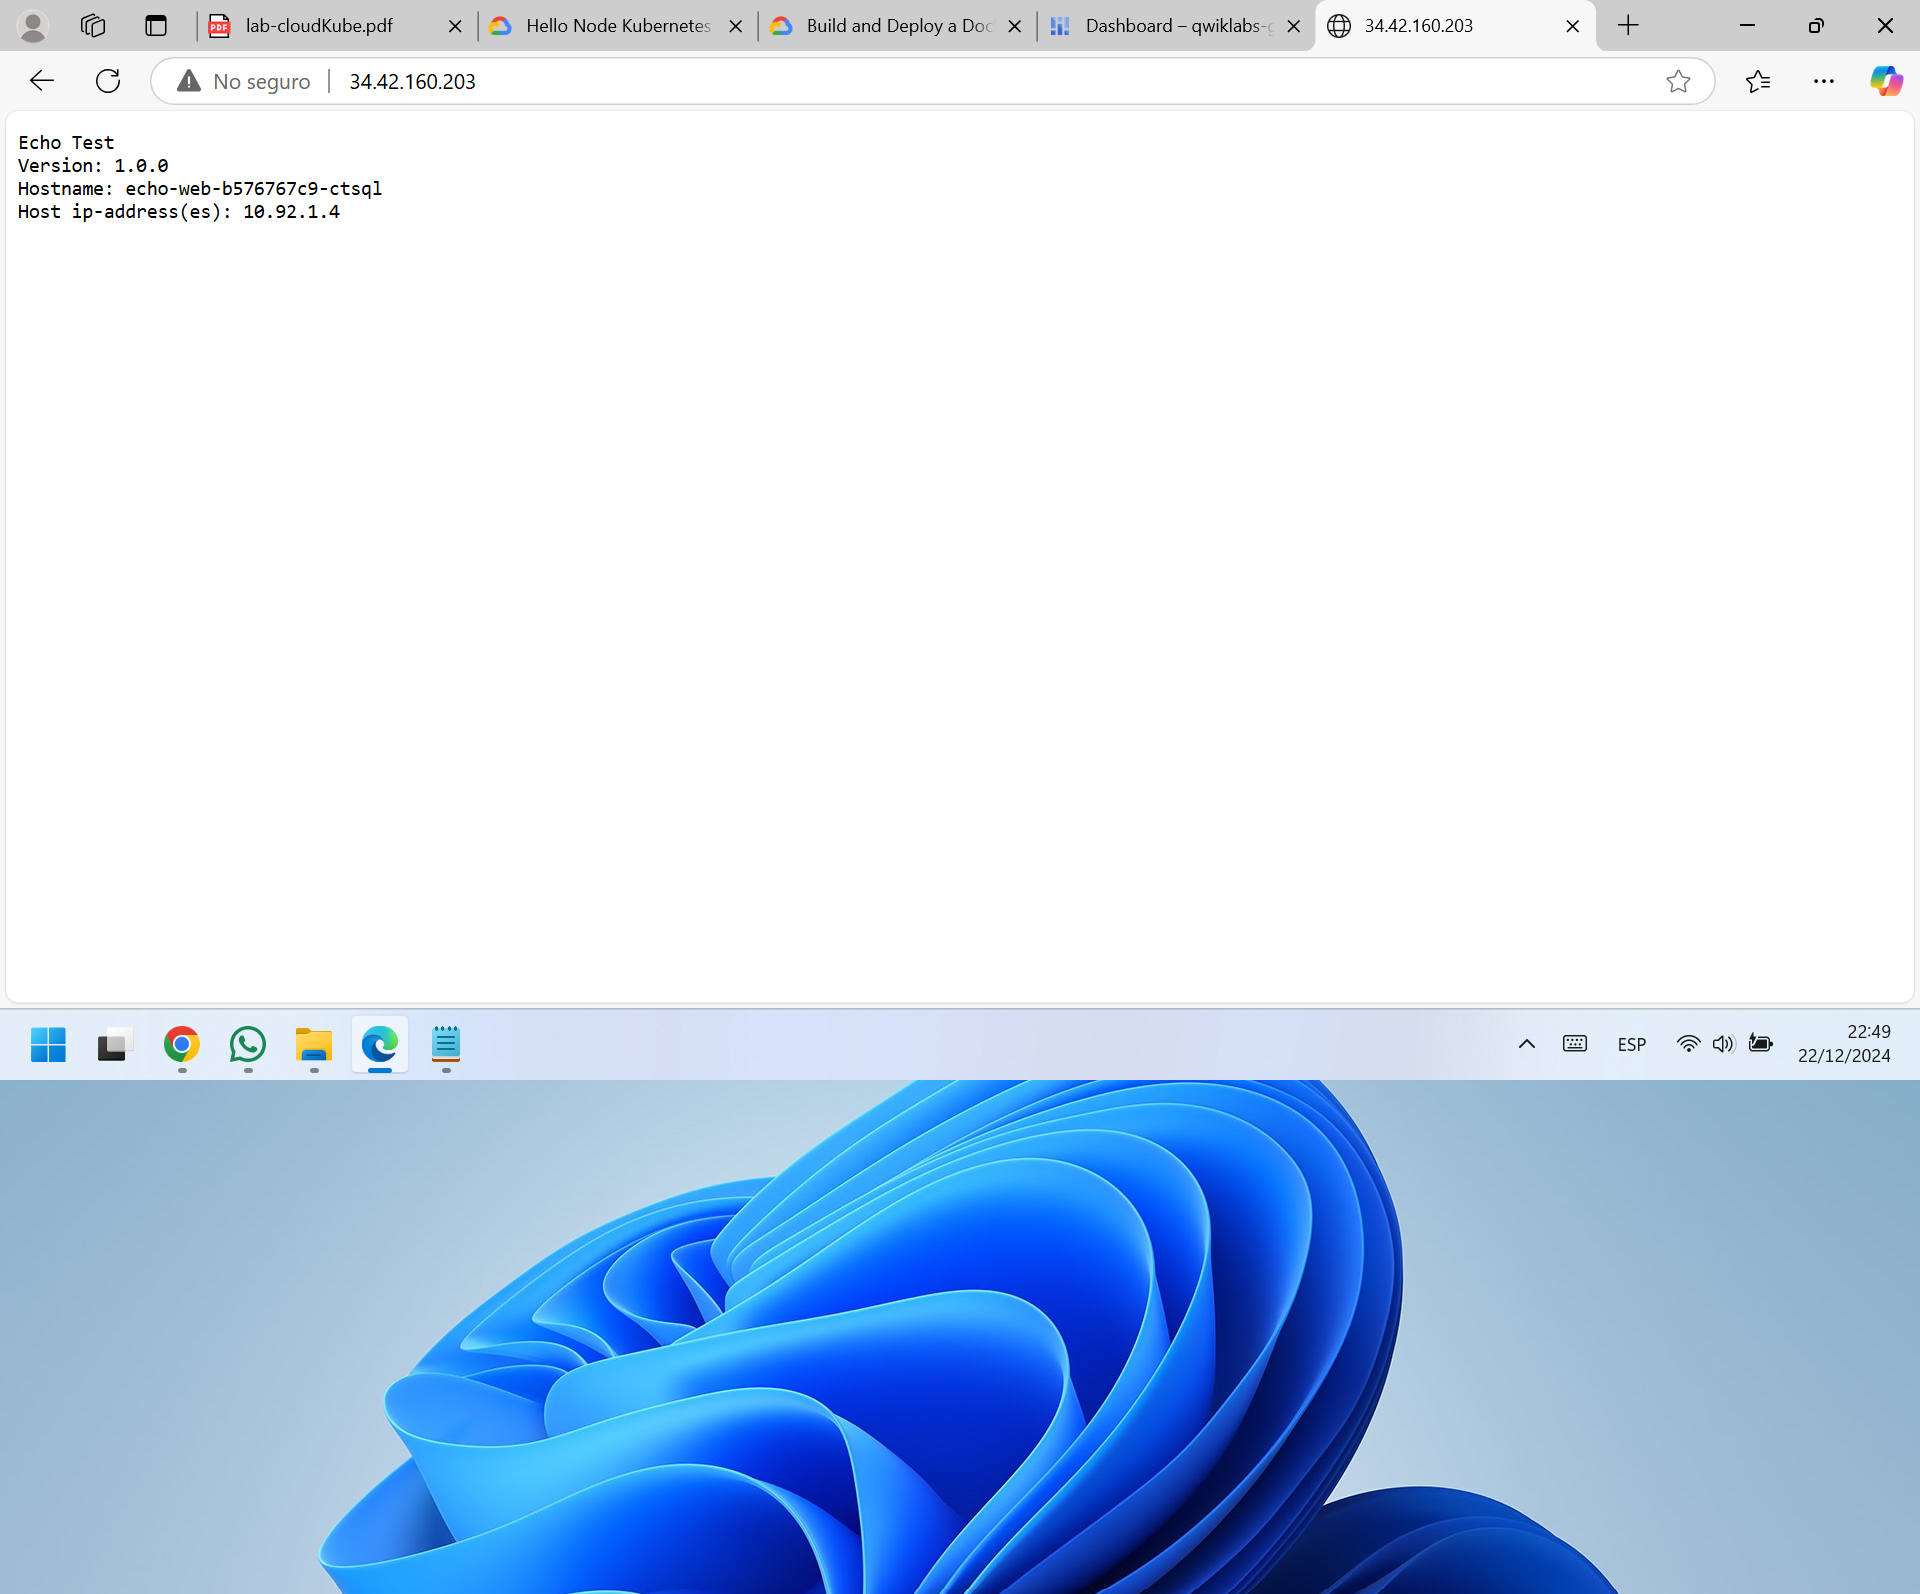 lab-cloudKube.pdf
Hello Node Kubernetes
Build and Deploy a Doc
Dashboard – qwiklabs-g
34.42.160.203
No seguro
34.42.160.203
Echo Test
Version: 1.0.0
Hostname: echo-web-b576767c9-ctsql
Host ip-address(es): 10.92.1.4
ESP
22:49
22/12/2024